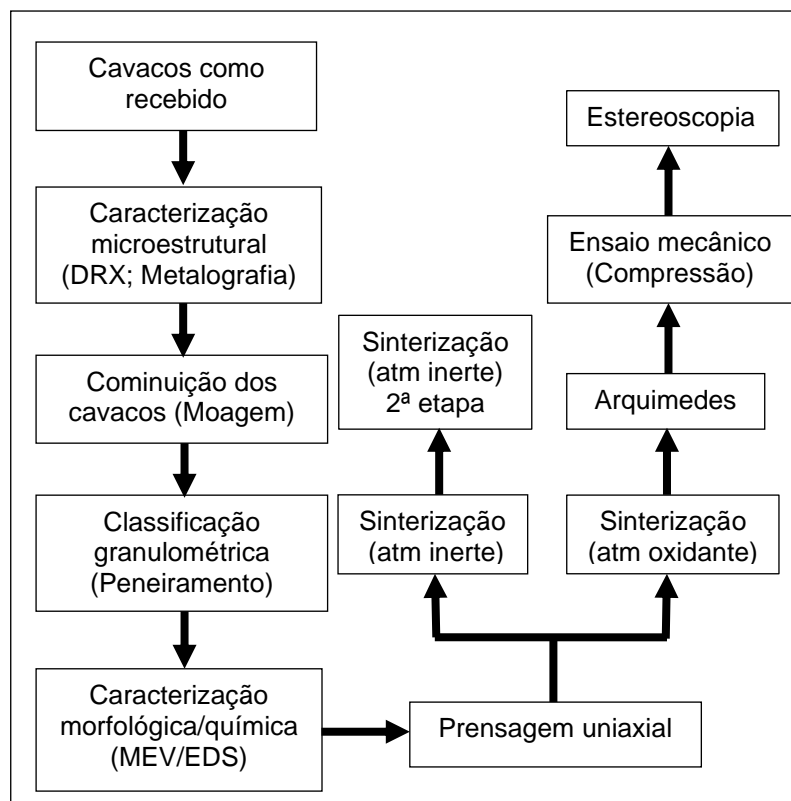 Cavacos como
recebido
Caracterização
microestrutural
(DRX; Metalografia)
Cominuição dos
cavacos (Moagem)
Classificação
granulométrica
(Peneiramento)
Caracterização
morfológica/química
(MEV/EDS)
Prensagem uniaxial
Sinterização
(atm inerte)
Sinterização
(atm inerte)
2ª etapa
Sinterização
(atm oxidante)
Arquimedes
Ensaio mecânico
(Compressão)
Estereoscopia